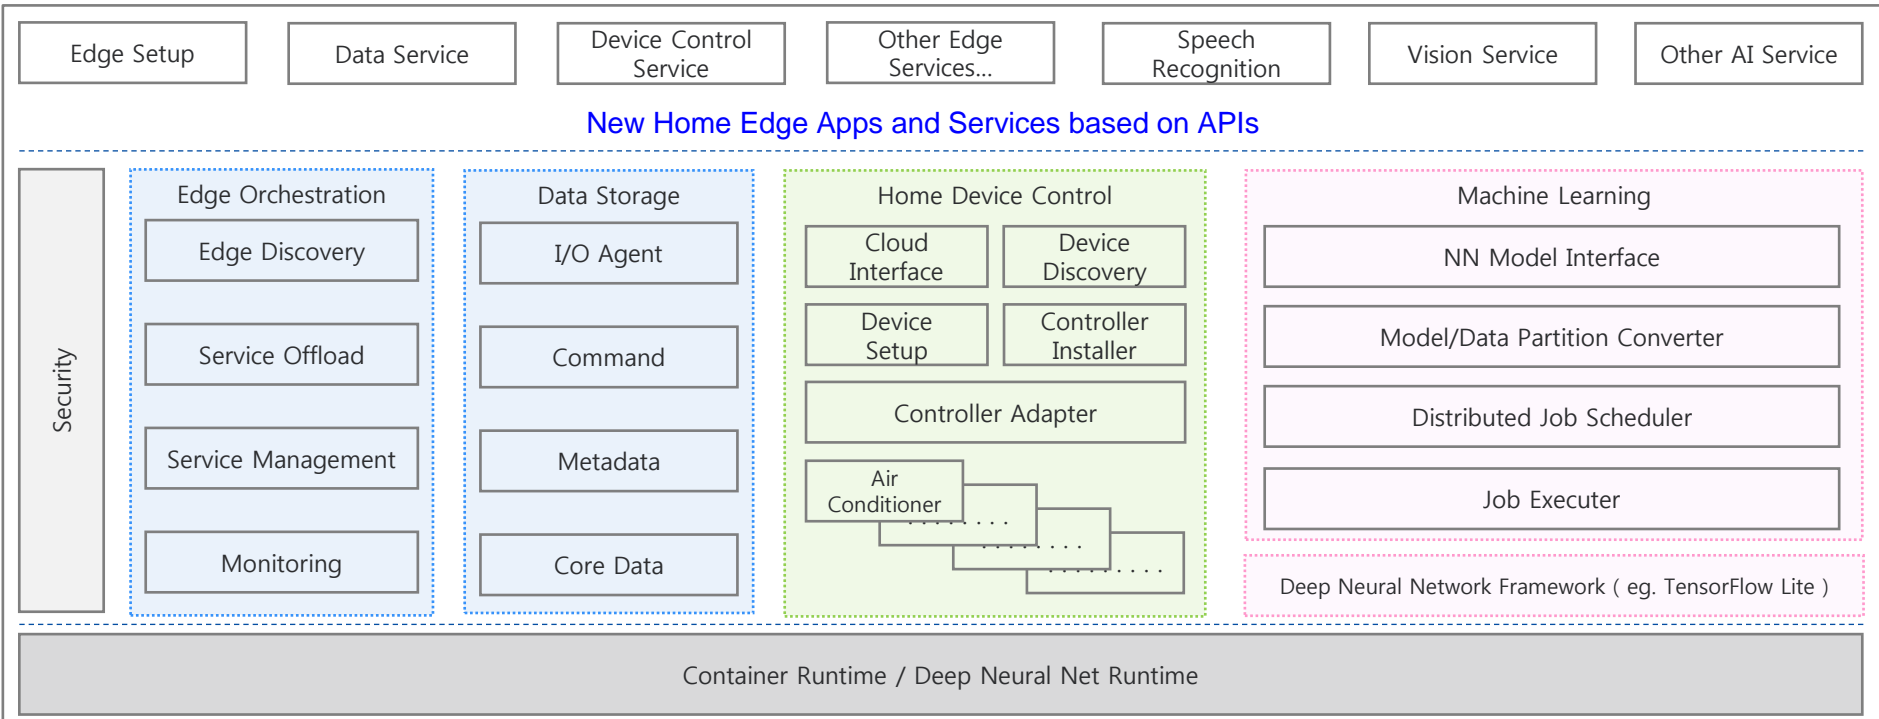 Edge Setup
Data Service
Device Control
Service
Other Edge
Services...
Speech
Recognition
Vision Service
Other AI Service
New Home Edge Apps and Services based on APIs
Security
Edge Orchestration
Edge Discovery
Service Offload
Service Management
Monitoring
Data Storage
I/O Agent
Command
Metadata
Core Data
Home Device Control
Cloud
Interface
Device
Discovery
Device
Setup
Controller
Installer
Controller Adapter
Air
Conditioner
. . . . . . . .
. . . . . . . .
. . . . . . . . .
Machine Learning
NN Model Interface
Model/Data Partition Converter
Distributed Job Scheduler
Job Executer
Deep Neural Network Framework ( eg. TensorFlow Lite )
Container Runtime / Deep Neural Net Runtime